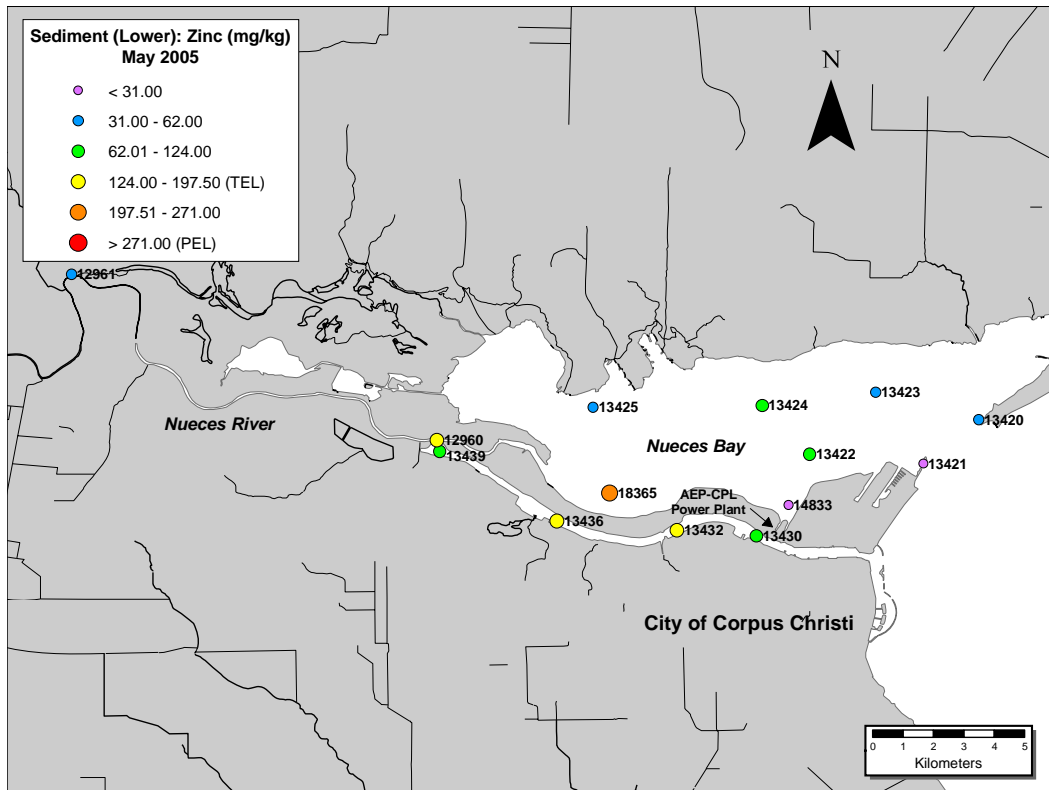 Sediment (Lower): Zinc (mg/kg)
May 2005
< 31.00
31.00 - 62.00
62.01 - 124.00
124.00 - 197.50 (TEL)
197.51 - 271.00
> 271.00 (PEL)
N
12961
13423
13425
13424
13420
Nueces River
12960
Nueces Bay
13422
13439
13421
18365
AEP-CPL
Power Plant
14833
13436
13432
13430
City of Corpus Christi
0 1 2 3 4 5
Kilometers